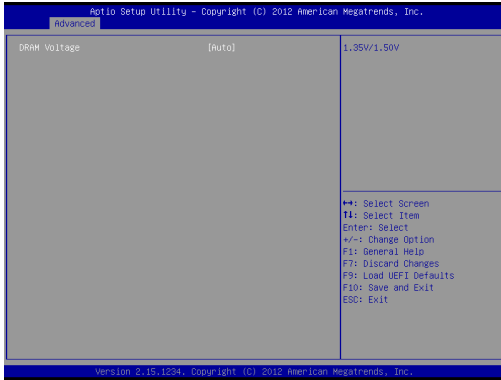 Aptio Setup Utility – Copyright (C) 2012 American Megatrends, Inc.
Advanced
DRAM Voltage [Auto]
1.35V/1.50V
↔: Select Screen
↑↓: Select Item
Enter: Select
+/-: Change Option
F1: General Help
F7: Discard Changes
F9: Load UEFI Defaults
F10: Save and Exit
ESC: Exit
Version 2.15.1234. Copyright (C) 2012 American Megatrends, Inc.